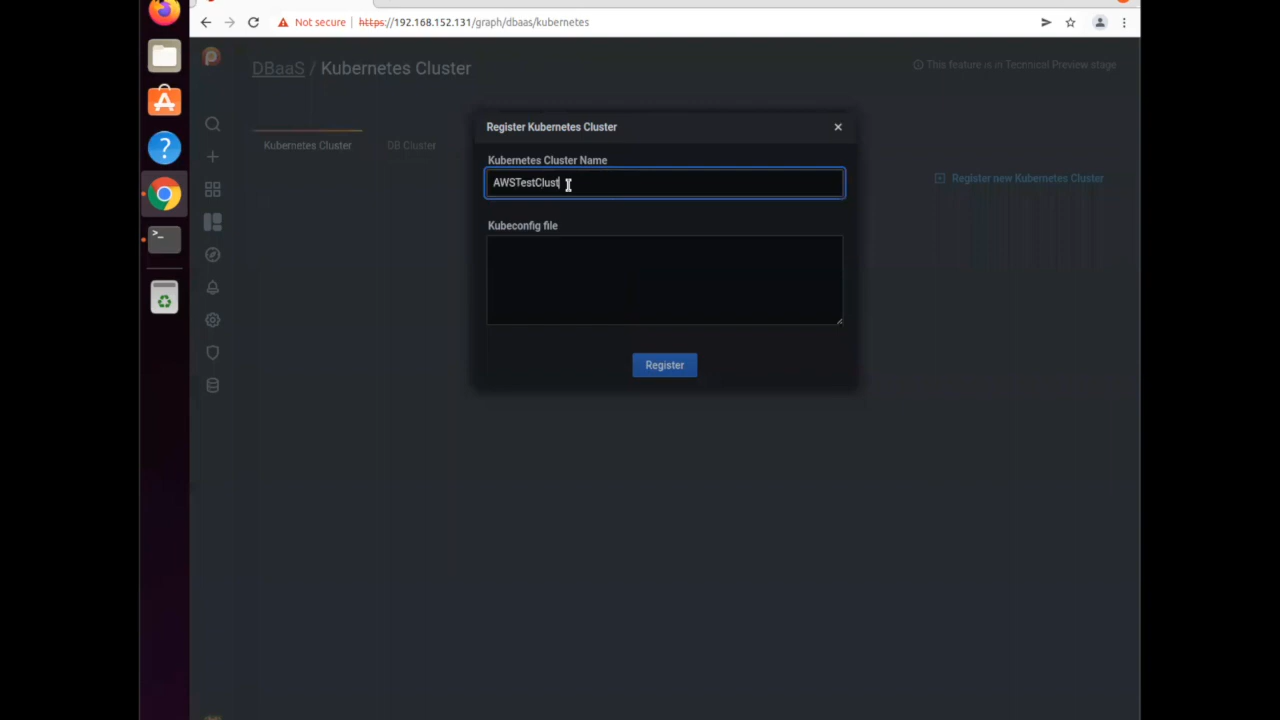 Not secure | https://192.168.152.131/graph/dbaas/kubernetes
DBaaS / Kubernetes Cluster
This feature is in Technical Preview stage
Register Kubernetes Cluster
Kubernetes Cluster
DB Cluster
Kubernetes Cluster Name
Register new Kubernetes Cluster
AWSTestClust
Kubeconfig file
Register